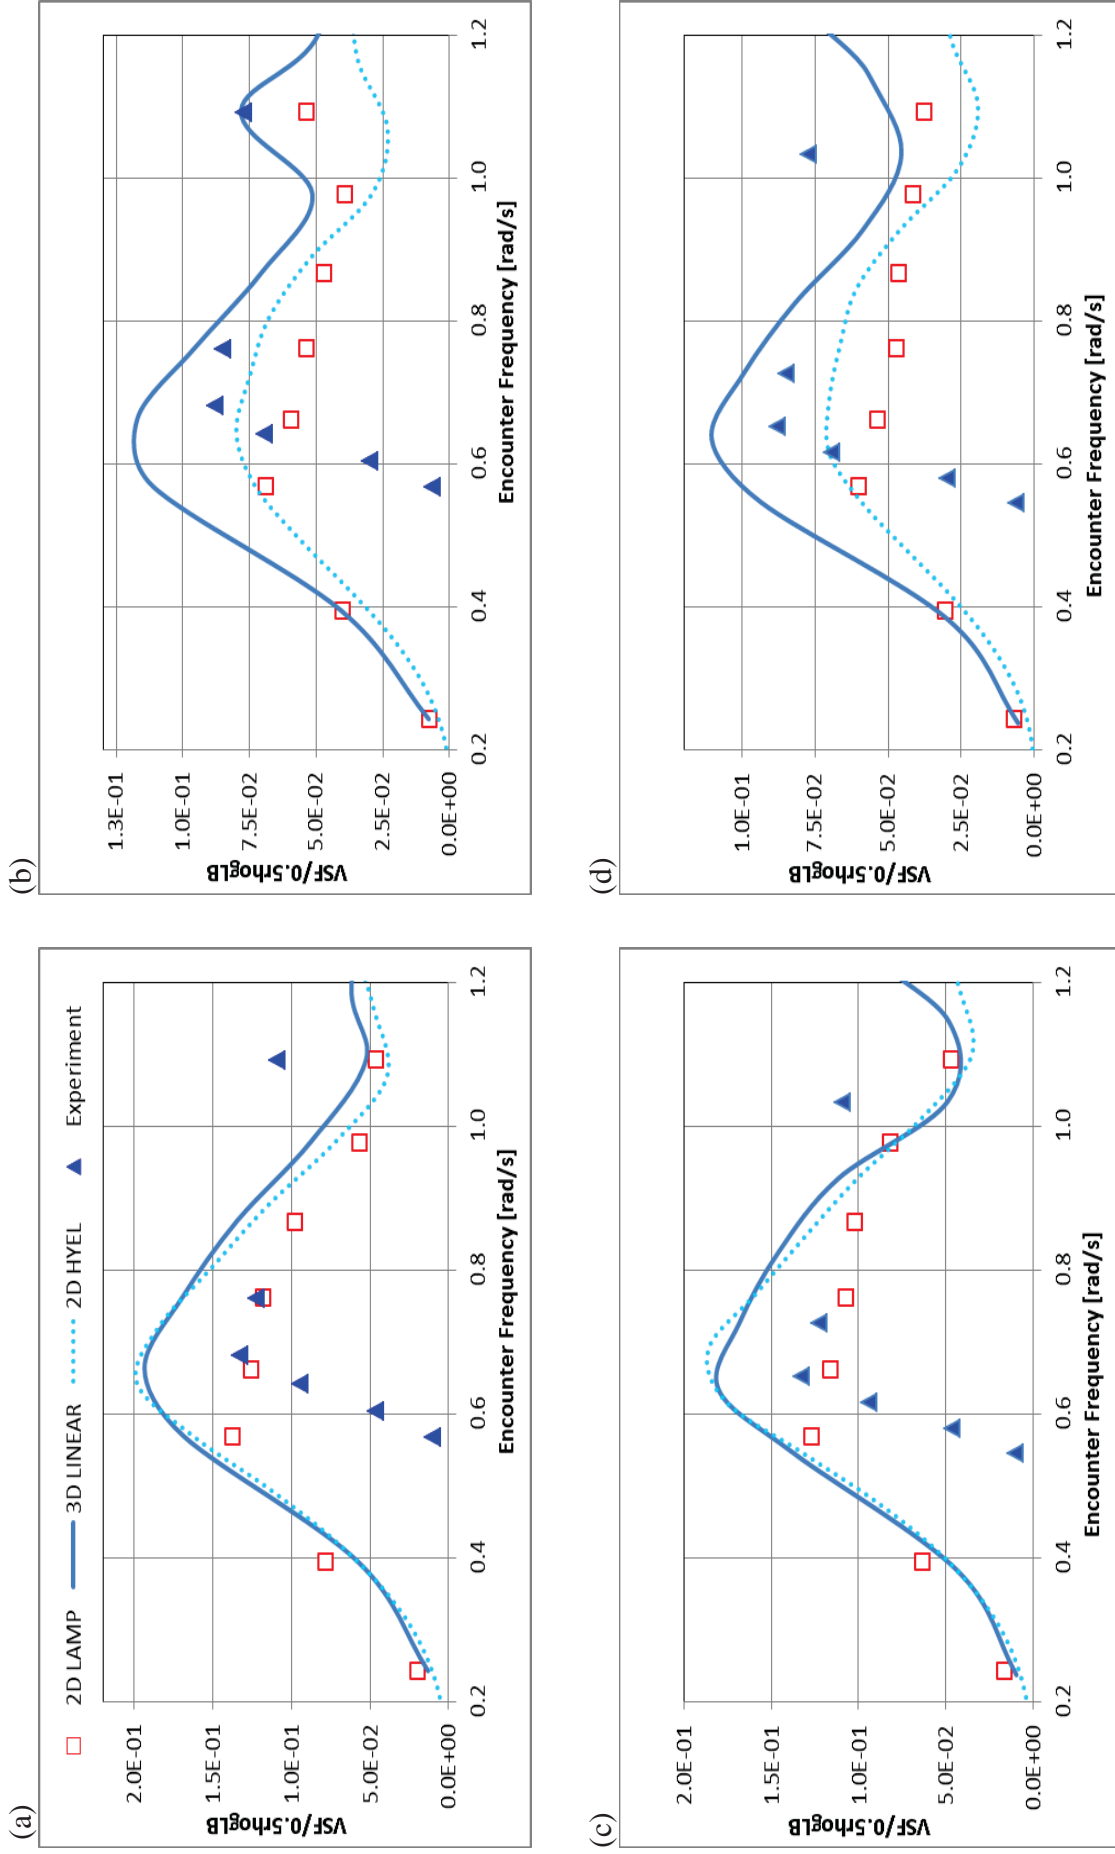 (a)
2D LAMP 3D LINEAR 2D HYEL Experiment
2.0E-01
1.5E-01
1.0E-01
5.0E-02
0.0E+00
VSF/0.5rhogLB
0.2 0.4 0.6 0.8 1.0 1.2
Encounter Frequency [rad/s]
(b)
1.3E-01
1.0E-01
7.5E-02
5.0E-02
2.5E-02
0.0E+00
VSF/0.5rhogLB
0.2 0.4 0.6 0.8 1.0 1.2
Encounter Frequency [rad/s]
(c)
2.0E-01
1.5E-01
1.0E-01
5.0E-02
0.0E+00
VSF/0.5rhogLB
0.2 0.4 0.6 0.8 1.0 1.2
Encounter Frequency [rad/s]
(d)
1.0E-01
7.5E-02
5.0E-02
2.5E-02
0.0E+00
VSF/0.5rhogLB
0.2 0.4 0.6 0.8 1.0 1.2
Encounter Frequency [rad/s]